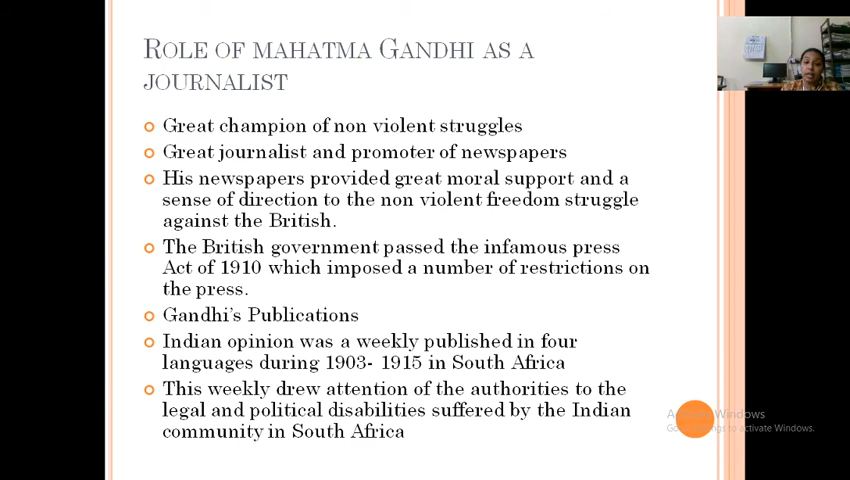 ROLE OF MAHATMA GANDHI AS A
JOURNALIST
Great champion of non violent struggles
Great journalist and promoter of newspapers
His newspapers provided great moral support and a
sense of direction to the non violent freedom struggle
against the British.
The British government passed the infamous press
Act of 1910 which imposed a number of restrictions on
the press.
Gandhi's Publications
Indian opinion was a weekly published in four
languages during 1903- 1915 in South Africa
This weekly drew attention of the authorities to the
legal and political disabilities suffered by the Indian
community in South Africa
Windows
to activate Windows.